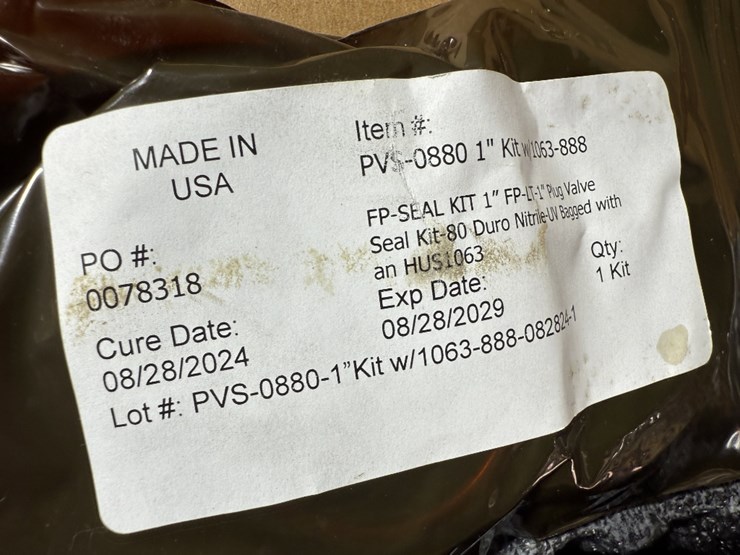 MADE IN
USA
Item #:
PVS-0880 1" Kit w/1063-888
FP-SEAL KIT 1" FP-LT-1" Plug Valve
Seal Kit-80 Duro Nitrile-UV Bagged with
an HUS1063
PO #:
0078318
Exp Date:
08/28/2029
Qty:
1 Kit
Cure Date:
08/28/2024
Lot #: PVS-0880-1"Kit w/1063-888-082824-1